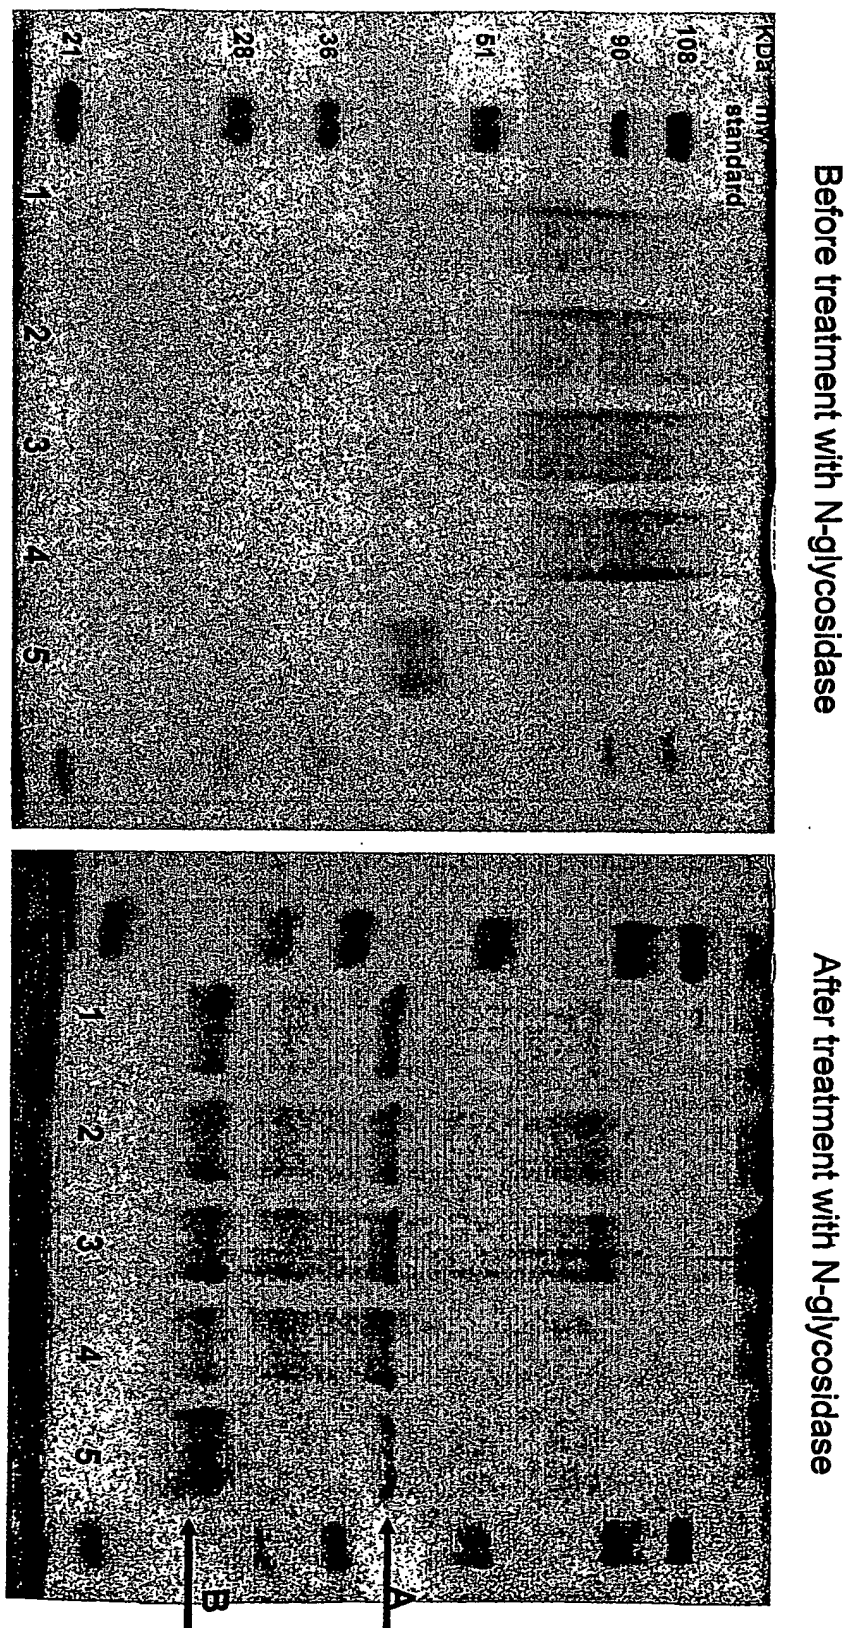 Before treatment with N-glycosidase
KDa
standard
108
90
51
36
28
21
1 2 3 4 5
After treatment with N-glycosidase
A
B
1 2 3 4 5